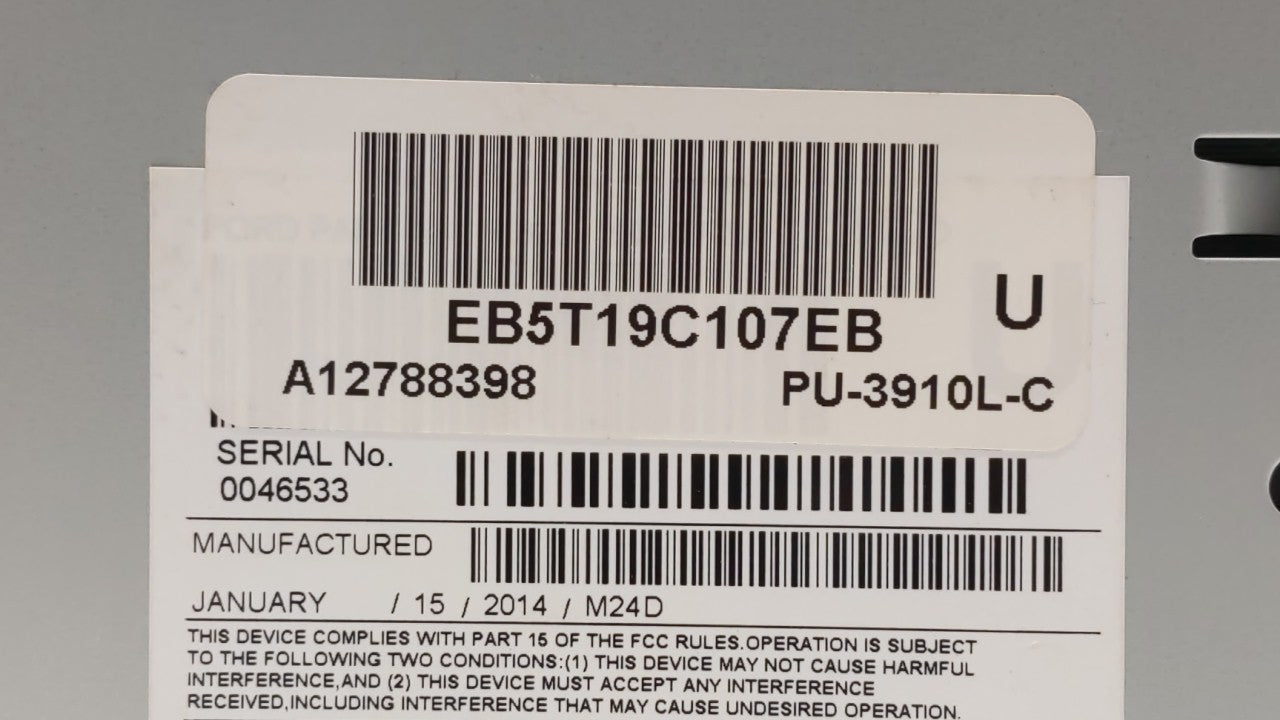 EB5T19C107EB
U
A12788398 PU-3910L-C
SERIAL No.
0046533
MANUFACTURED
JANUARY / 15 / 2014 / M24D
THIS DEVICE COMPLIES WITH PART 15 OF THE FCC RULES.OPERATION IS SUBJECT
TO THE FOLLOWING TWO CONDITIONS:(1) THIS DEVICE MAY NOT CAUSE HARMFUL
INTERFERENCE,AND (2) THIS DEVICE MUST ACCEPT ANY INTERFERENCE
RECEIVED,INCLUDING INTERFERENCE THAT MAY CAUSE UNDESIRED OPERATION.